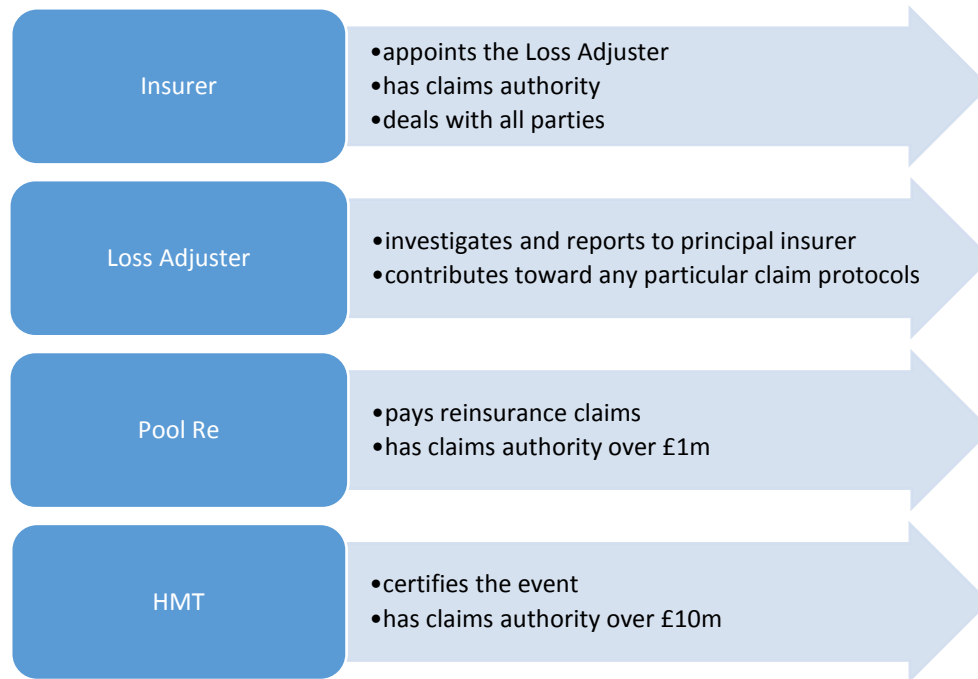 Insurer
•appoints the Loss Adjuster
•has claims authority
•deals with all parties
Loss Adjuster
•investigates and reports to principal insurer
•contributes toward any particular claim protocols
Pool Re
•pays reinsurance claims
•has claims authority over £1m
HMT
•certifies the event
•has claims authority over £10m